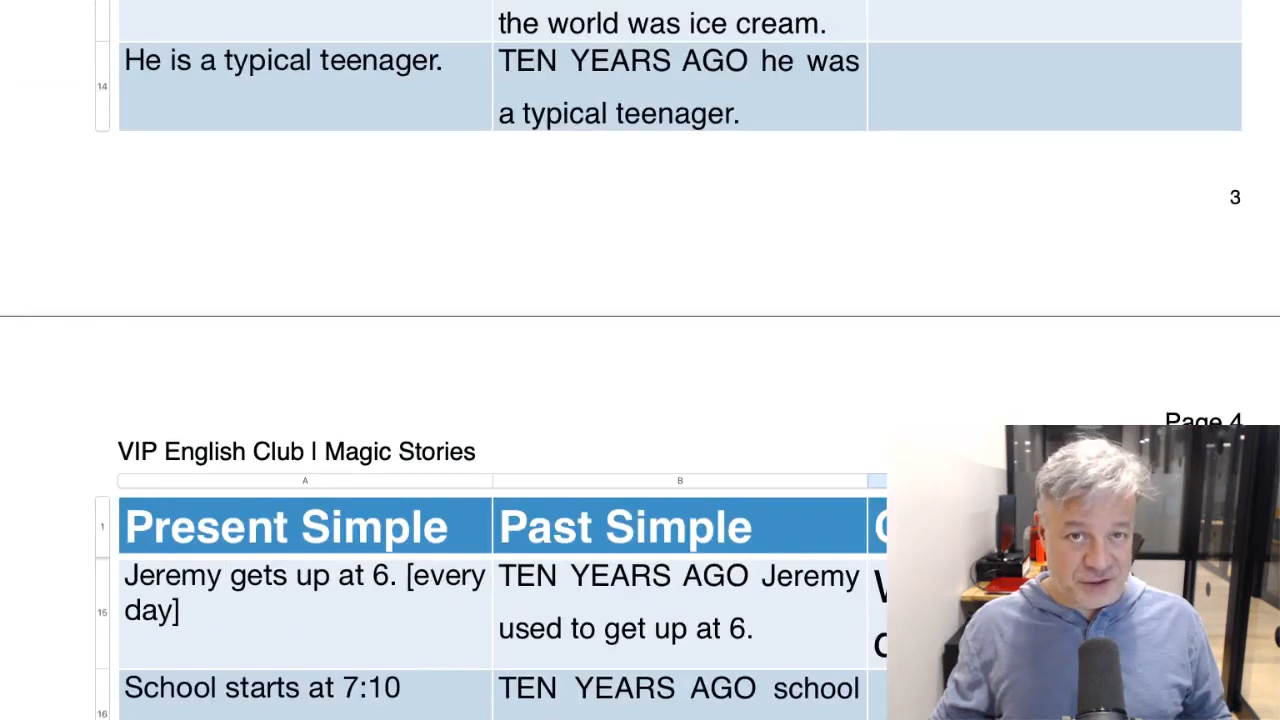 the world was ice cream.
He is a typical teenager.
TEN YEARS AGO he was
a typical teenager.
14
3
Page 4
VIP English Club | Magic Stories
A
B
1
Present Simple
Past Simple
Jeremy gets up at 6. [every
day]
TEN YEARS AGO Jeremy
used to get up at 6.
15
School starts at 7:10
TEN YEARS AGO school
16